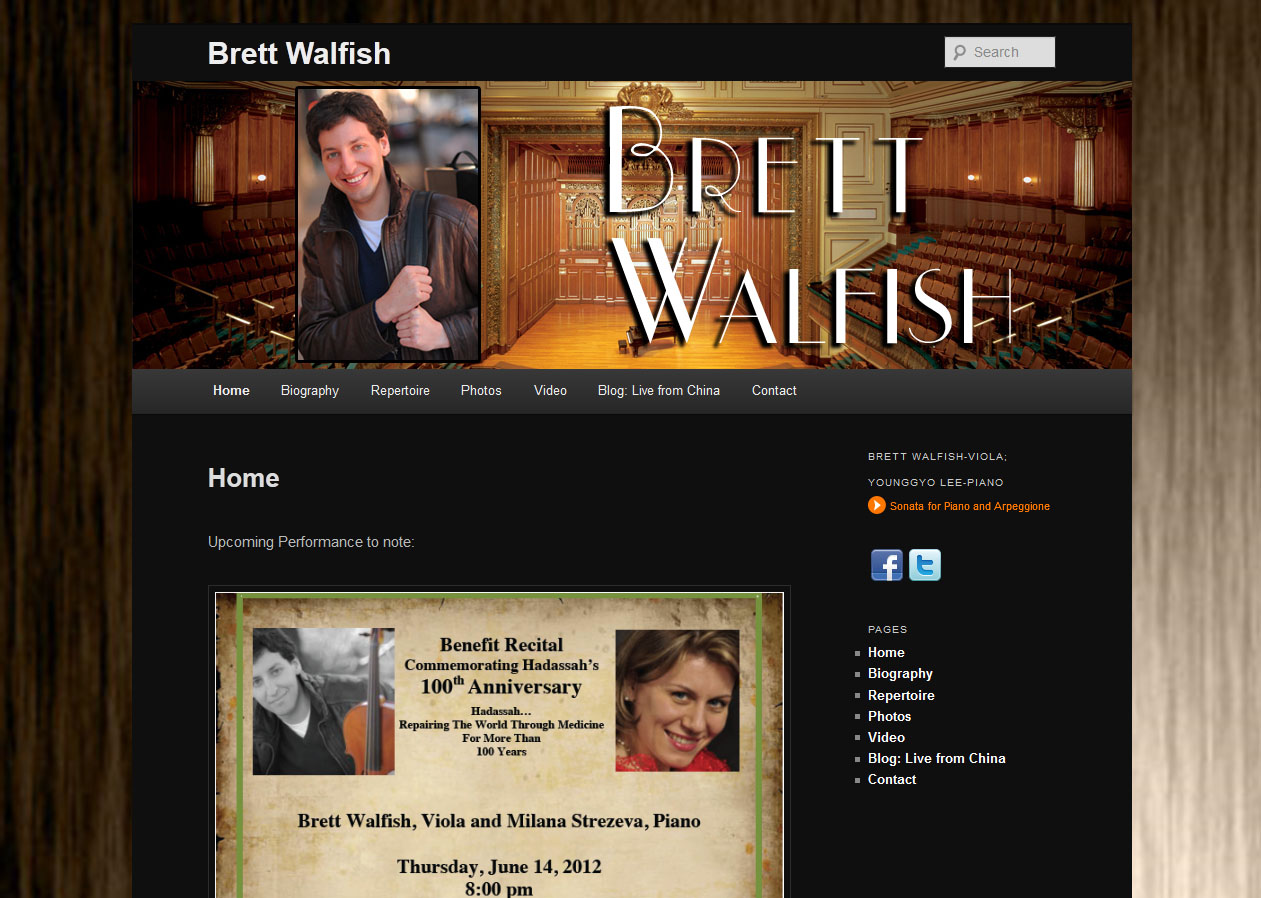 Brett Walfish
Search
Brett
Walfish
Home Biography Repertoire Photos Video Blog: Live from China Contact
Home
Upcoming Performance to note:
Benefit Recital
Commemorating Hadassah's
100th Anniversary
Hadassah...
Repairing The World Through Medicine
For More Than
100 Years
Brett Walfish, Viola and Milana Strezeva, Piano
Thursday, June 14, 2012
8:00 pm
BRETT WALFISH-VIOLA;
YOUNGGYO LEE-PIANO
Sonata for Piano and Arpeggione
f t
PAGES
Home
Biography
Repertoire
Photos
Video
Blog: Live from China
Contact